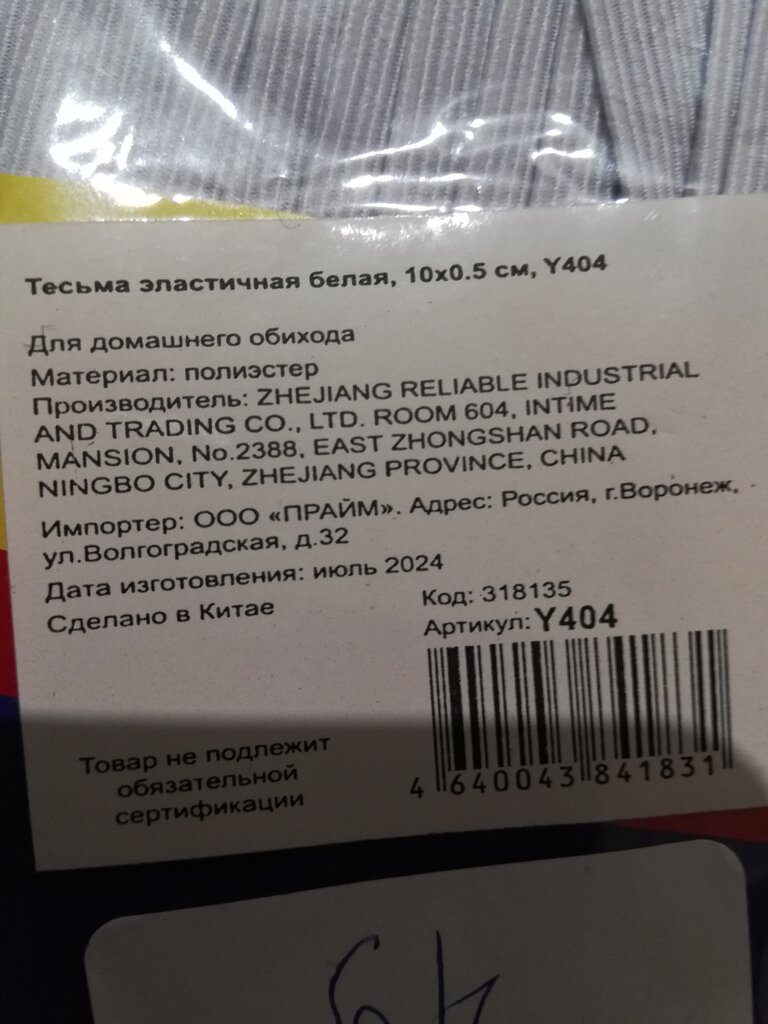 Тесьма эластичная белая, 10х0.5 см, Y404
Для домашнего обихода
Материал: полиэстер
Производитель: ZHEJIANG RELIABLE INDUSTRIAL
AND TRADING CO., LTD. ROOM 604, INTIME
MANSION, No.2388, EAST ZHONGSHAN ROAD,
NINGBO CITY, ZHEJIANG PROVINCE, CHINA
Импортер: ООО «ПРАЙМ». Адрес: Россия, г.Воронеж,
ул.Волгоградская, д.32
Дата изготовления: июль 2024
Сделано в Китае
Код: 318135
Артикул: Y404
4 640043 841831
Товар не подлежит
обязательной
сертификации